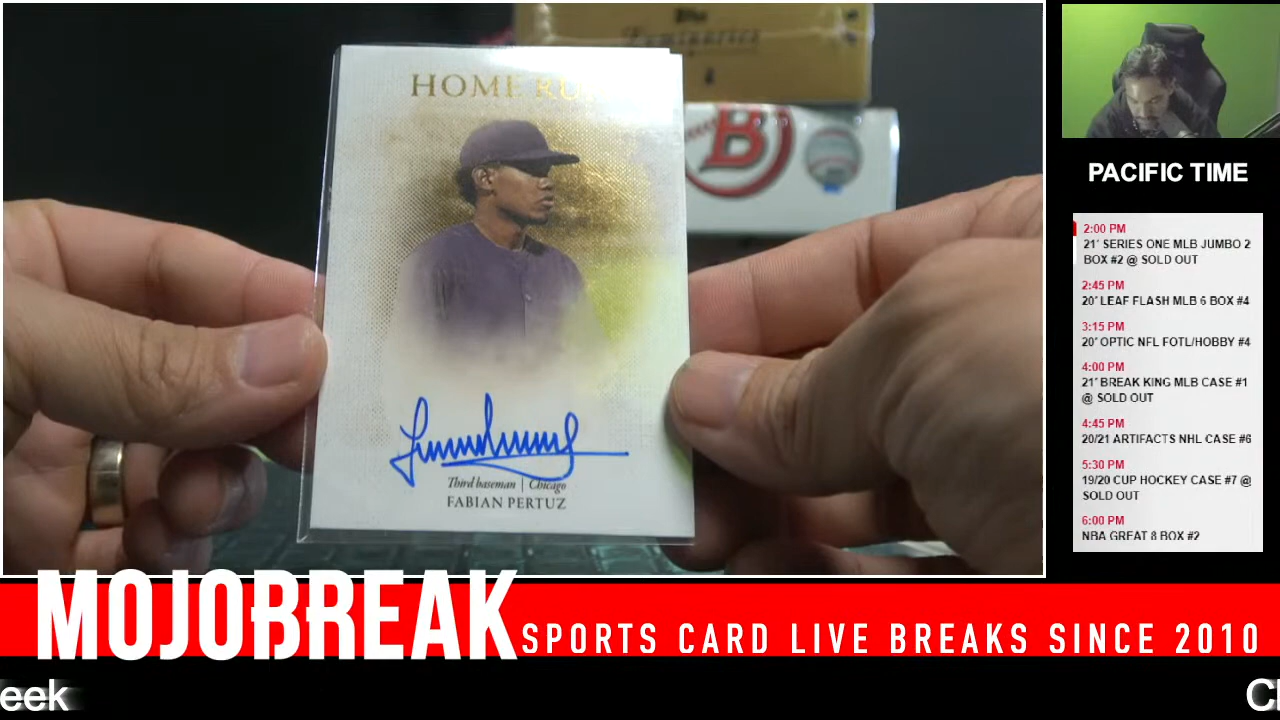 Luminaries
HOME RU
B
Third baseman | Chicago
FABIAN PERTUZ
PACIFIC TIME
2:00 PM
21' SERIES ONE MLB JUMBO 2
BOX #2 @ SOLD OUT
2:45 PM
20' LEAF FLASH MLB 6 BOX #4
3:15 PM
20' OPTIC NFL FOTL/HOBBY #4
4:00 PM
21' BREAK KING MLB CASE #1
@ SOLD OUT
4:45 PM
20/21 ARTIFACTS NHL CASE #6
5:30 PM
19/20 CUP HOCKEY CASE #7 @
SOLD OUT
6:00 PM
NBA GREAT 8 BOX #2
MOJOBREAK
SPORTS CARD LIVE BREAKS SINCE 2010
eek